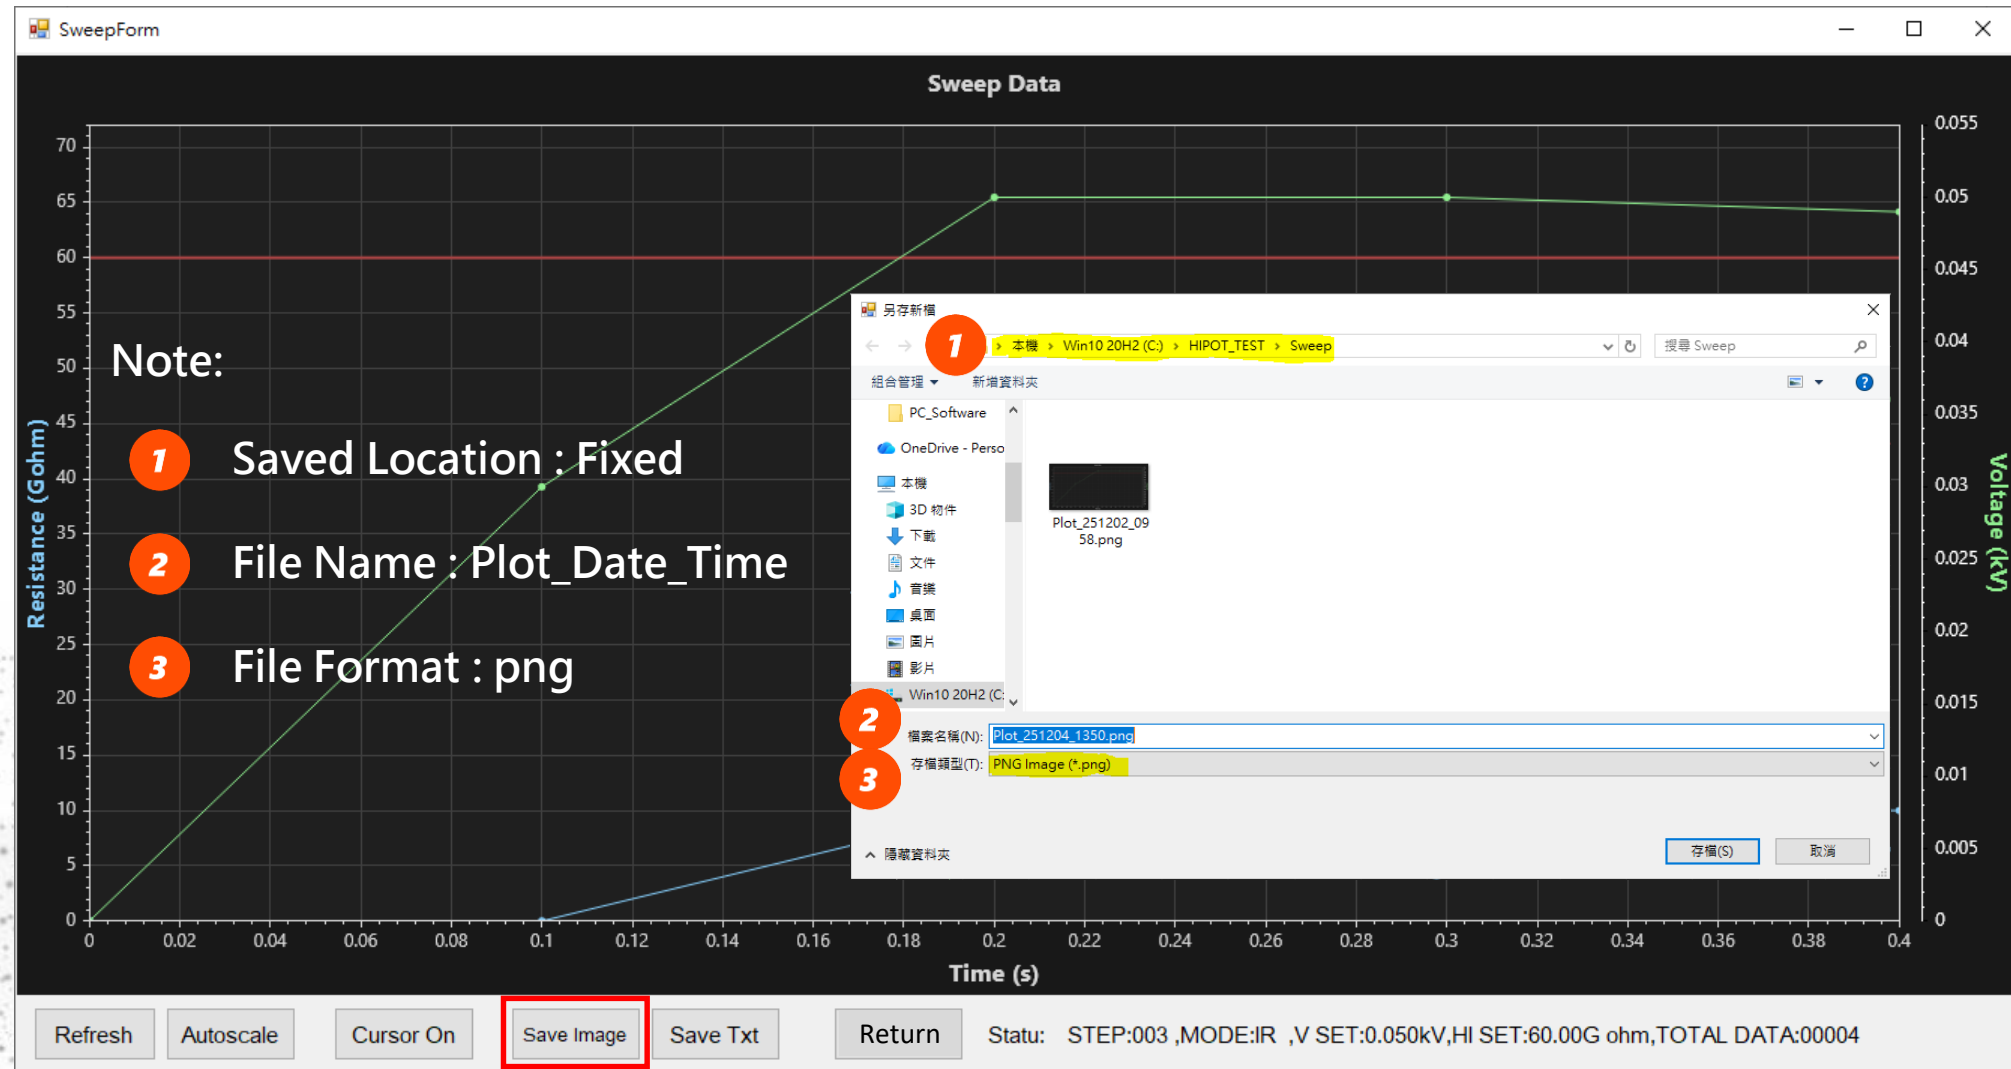 SweepForm
Sweep Data
70
65
60
55
50
45
40
35
30
25
20
15
10
5
0
Resistance (Gohm)
0.055
0.05
0.045
0.04
0.035
0.03
0.025
0.02
0.015
0.01
0.005
0
Voltage (kV)
0 0.02 0.04 0.06 0.08 0.1 0.12 0.14 0.16 0.18 0.2 0.22 0.24 0.26 0.28 0.3 0.32 0.34 0.36 0.38 0.4
Time (s)
Note:
1 Saved Location : Fixed
2 File Name : Plot_Date_Time
3 File Format : png
另存新檔
1 › 本機 › Win10 20H2 (C:) › HIPOT_TEST › Sweep
搜尋 Sweep
組合管理 新增資料夾
PC_Software
OneDrive - Perso
本機
3D 物件
下載
文件
音樂
桌面
圖片
影片
Win10 20H2 (C:
Plot_251202_09
58.png
2 檔案名稱(N): Plot_251204_1350.png
3 存檔類型(T): PNG Image (*.png)
隱藏資料夾
存檔(S) 取消
Refresh Autoscale Cursor On Save Image Save Txt Return Statu: STEP:003 ,MODE:IR ,V SET:0.050kV,HI SET:60.00G ohm,TOTAL DATA:00004